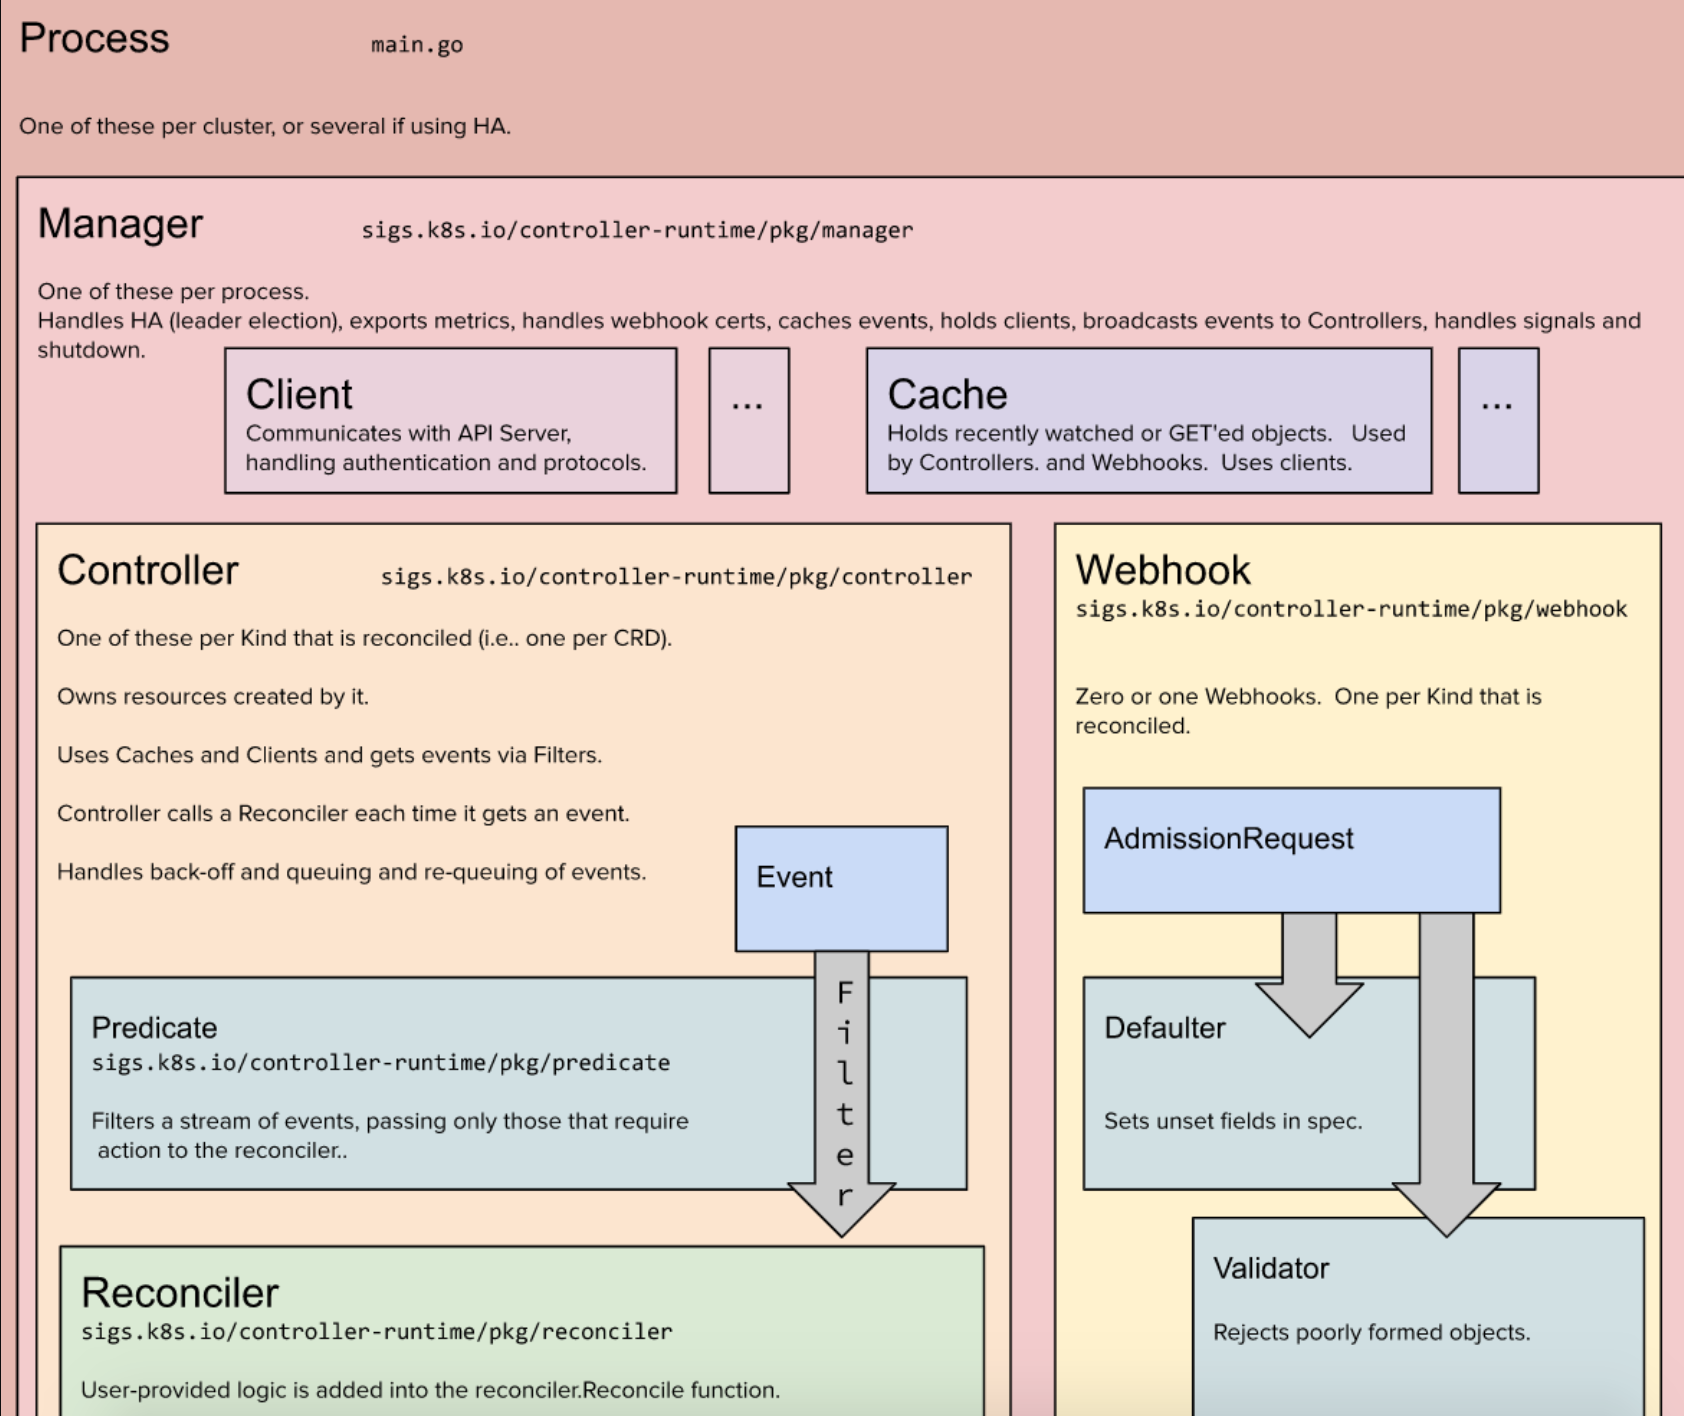 Process
main.go
One of these per cluster, or several if using HA.
Manager
sigs.k8s.io/controller-runtime/pkg/manager
One of these per process.
Handles HA (leader election), exports metrics, handles webhook certs, caches events, holds clients, broadcasts events to Controllers, handles signals and
shutdown.
Client
Communicates with API Server,
handling authentication and protocols.
...
Cache
Holds recently watched or GET'ed objects.   Used
by Controllers. and Webhooks.  Uses clients.
...
Controller
sigs.k8s.io/controller-runtime/pkg/controller
One of these per Kind that is reconciled (i.e.. one per CRD).
Owns resources created by it.
Uses Caches and Clients and gets events via Filters.
Controller calls a Reconciler each time it gets an event.
Handles back-off and queuing and re-queuing of events.
Event
Filter
Predicate
sigs.k8s.io/controller-runtime/pkg/predicate
Filters a stream of events, passing only those that require
action to the reconciler..
Reconciler
sigs.k8s.io/controller-runtime/pkg/reconciler
User-provided logic is added into the reconciler.Reconcile function.
Webhook
sigs.k8s.io/controller-runtime/pkg/webhook
Zero or one Webhooks.  One per Kind that is
reconciled.
AdmissionRequest
Defaulter
Sets unset fields in spec.
Validator
Rejects poorly formed objects.